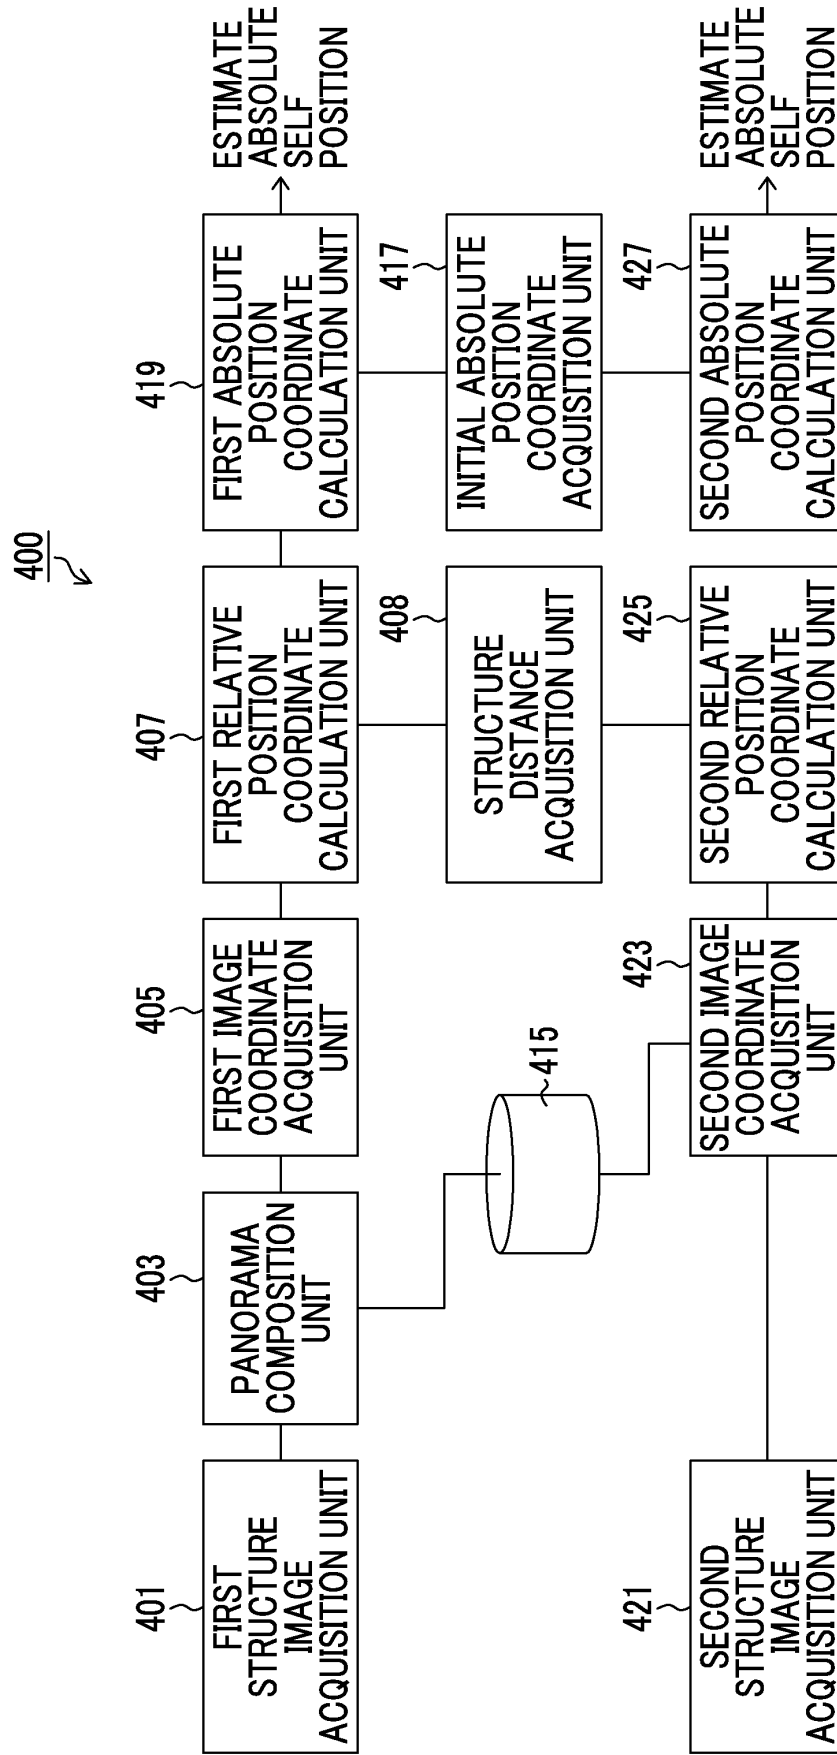 400
401
FIRST
STRUCTURE
IMAGE
ACQUISITION UNIT
403
PANORAMA
COMPOSITION
UNIT
405
FIRST IMAGE
COORDINATE
ACQUISITION
UNIT
407
FIRST RELATIVE
POSITION
COORDINATE
CALCULATION UNIT
419
FIRST ABSOLUTE
POSITION
COORDINATE
CALCULATION UNIT
ESTIMATE
ABSOLUTE
SELF
POSITION
415
408
STRUCTURE
DISTANCE
ACQUISITION UNIT
417
INITIAL ABSOLUTE
POSITION
COORDINATE
ACQUISITION UNIT
421
SECOND
STRUCTURE
IMAGE
ACQUISITION UNIT
423
SECOND IMAGE
COORDINATE
ACQUISITION
UNIT
425
SECOND RELATIVE
POSITION
COORDINATE
CALCULATION UNIT
427
SECOND ABSOLUTE
POSITION
COORDINATE
CALCULATION UNIT
ESTIMATE
ABSOLUTE
SELF
POSITION